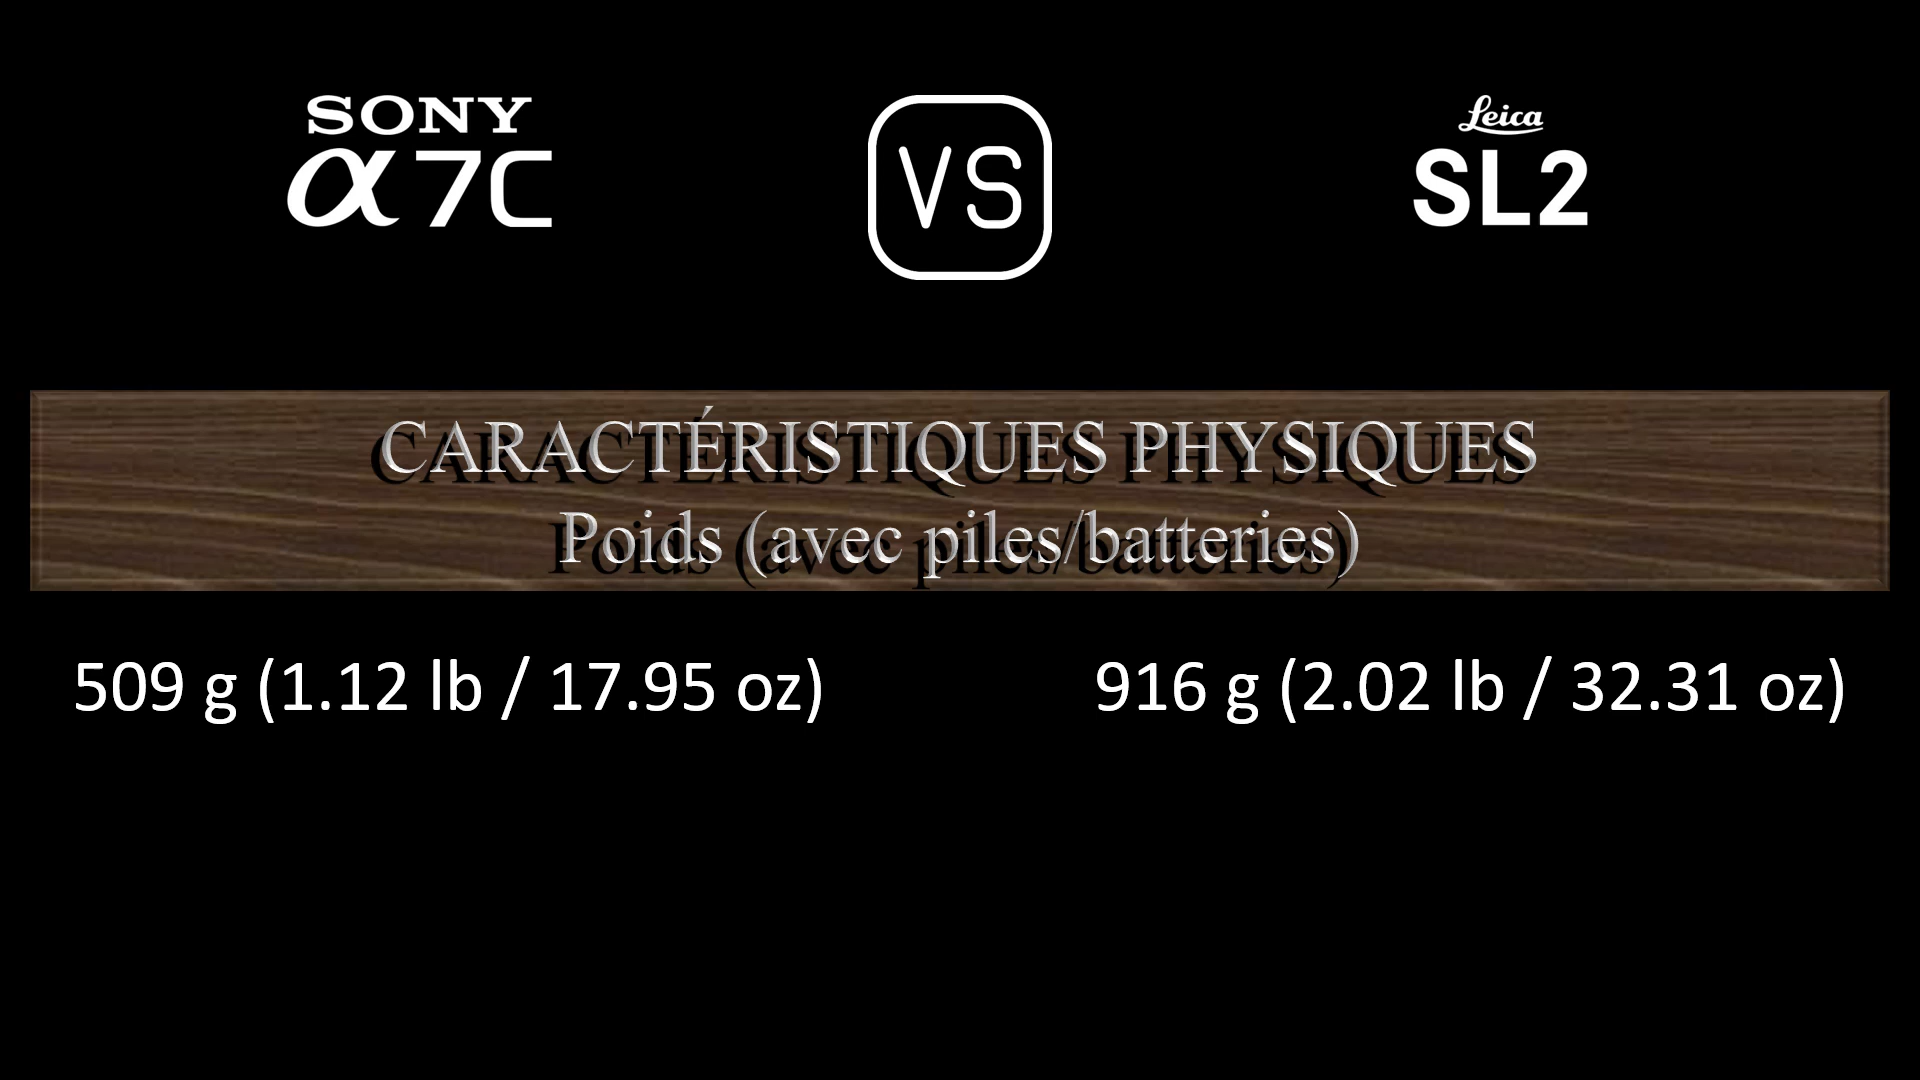 SONY
α7C
VS
Leica
SL2
CARACTÉRISTIQUES PHYSIQUES
Poids (avec piles/batteries)
509 g (1.12 lb / 17.95 oz)
916 g (2.02 lb / 32.31 oz)